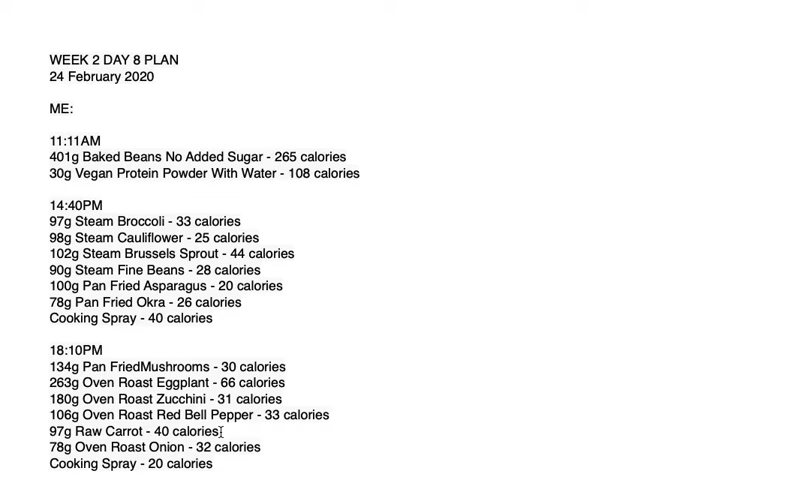 WEEK 2 DAY 8 PLAN
24 February 2020
ME:
11:11AM
401g Baked Beans No Added Sugar - 265 calories
30g Vegan Protein Powder With Water - 108 calories
14:40PM
97g Steam Broccoli - 33 calories
98g Steam Cauliflower - 25 calories
102g Steam Brussels Sprout - 44 calories
90g Steam Fine Beans - 28 calories
100g Pan Fried Asparagus - 20 calories
78g Pan Fried Okra - 26 calories
Cooking Spray - 40 calories
18:10PM
134g Pan FriedMushrooms - 30 calories
263g Oven Roast Eggplant - 66 calories
180g Oven Roast Zucchini - 31 calories
106g Oven Roast Red Bell Pepper - 33 calories
97g Raw Carrot - 40 calories
78g Oven Roast Onion - 32 calories
Cooking Spray - 20 calories